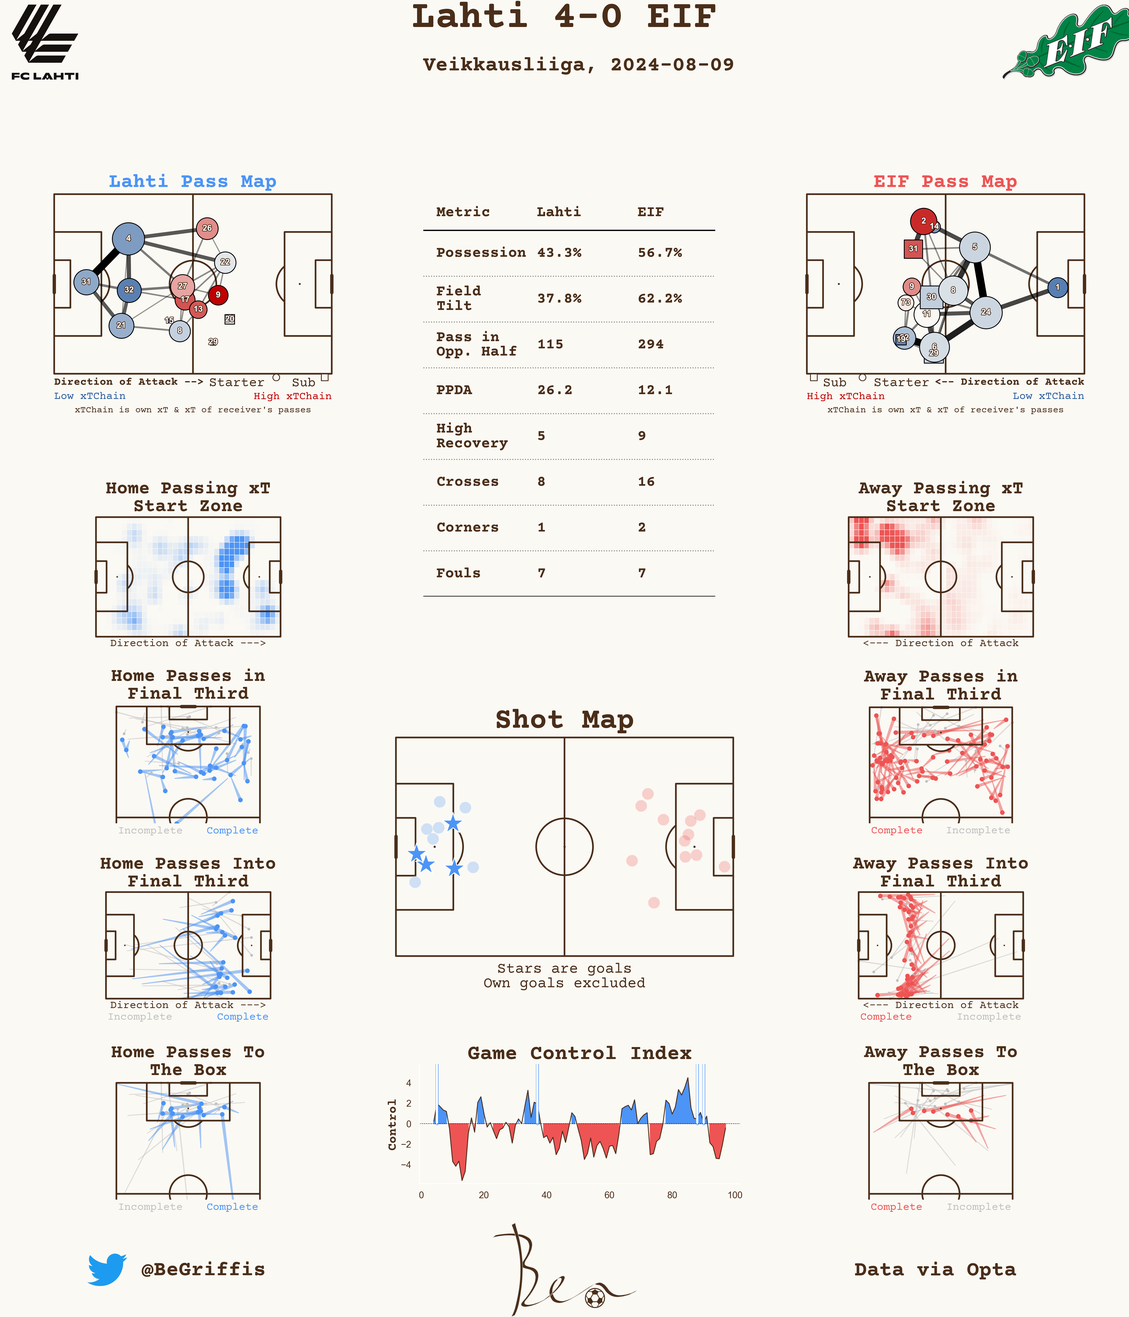 Lahti 4-0 EIF
Veikkausliiga, 2024-08-09
FC LAHTI
E·I·F
Lahti Pass Map
4
26
22
31
32
27
17
9
13
21
15
8
20
29
Direction of Attack --> Starter Sub
Low xTChain High xTChain
xTChain is own xT & xT of receiver's passes
Metric Lahti EIF
Possession 43.3% 56.7%
Field
Tilt 37.8% 62.2%
Pass in
Opp. Half 115 294
PPDA 26.2 12.1
High
Recovery 5 9
Crosses 8 16
Corners 1 2
Fouls 7 7
EIF Pass Map
2
14
31
5
9
8
1
30
73
11
24
19
6
29
Sub Starter <-- Direction of Attack
High xTChain Low xTChain
xTChain is own xT & xT of receiver's passes
Home Passing xT
Start Zone
Direction of Attack --->
Away Passing xT
Start Zone
<--- Direction of Attack
Home Passes in
Final Third
Incomplete Complete
Away Passes in
Final Third
Complete Incomplete
Shot Map
Stars are goals
Own goals excluded
Home Passes Into
Final Third
Direction of Attack --->
Incomplete Complete
Away Passes Into
Final Third
<--- Direction of Attack
Complete Incomplete
Home Passes To
The Box
Incomplete Complete
Game Control Index
Control
4
2
0
−2
−4
0 20 40 60 80 100
Away Passes To
The Box
Complete Incomplete
@BeGriffis
Ben
Data via Opta